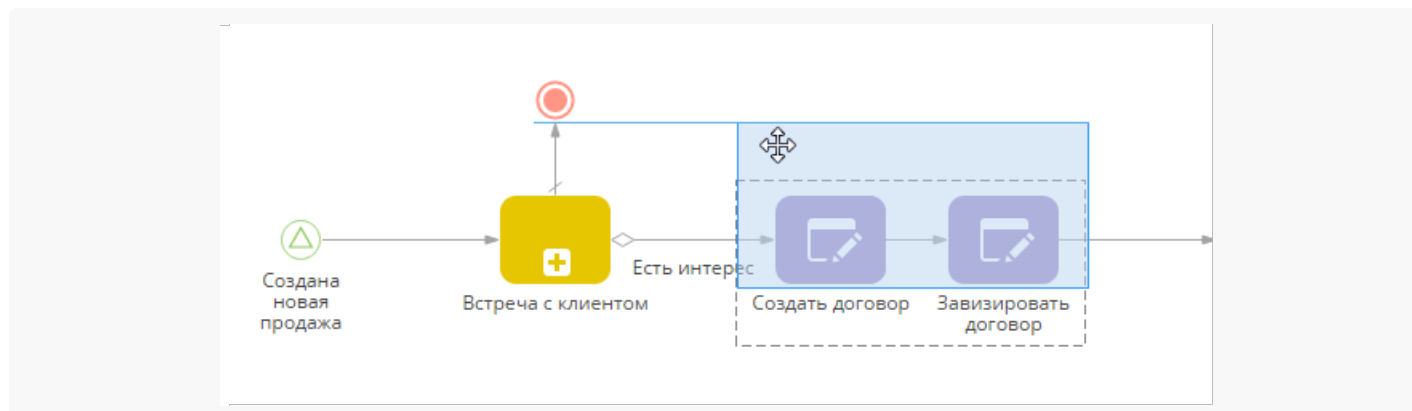 Создана
новая
продажа
Встреча с клиентом
Есть интерес
Создать договор
Завизировать
договор